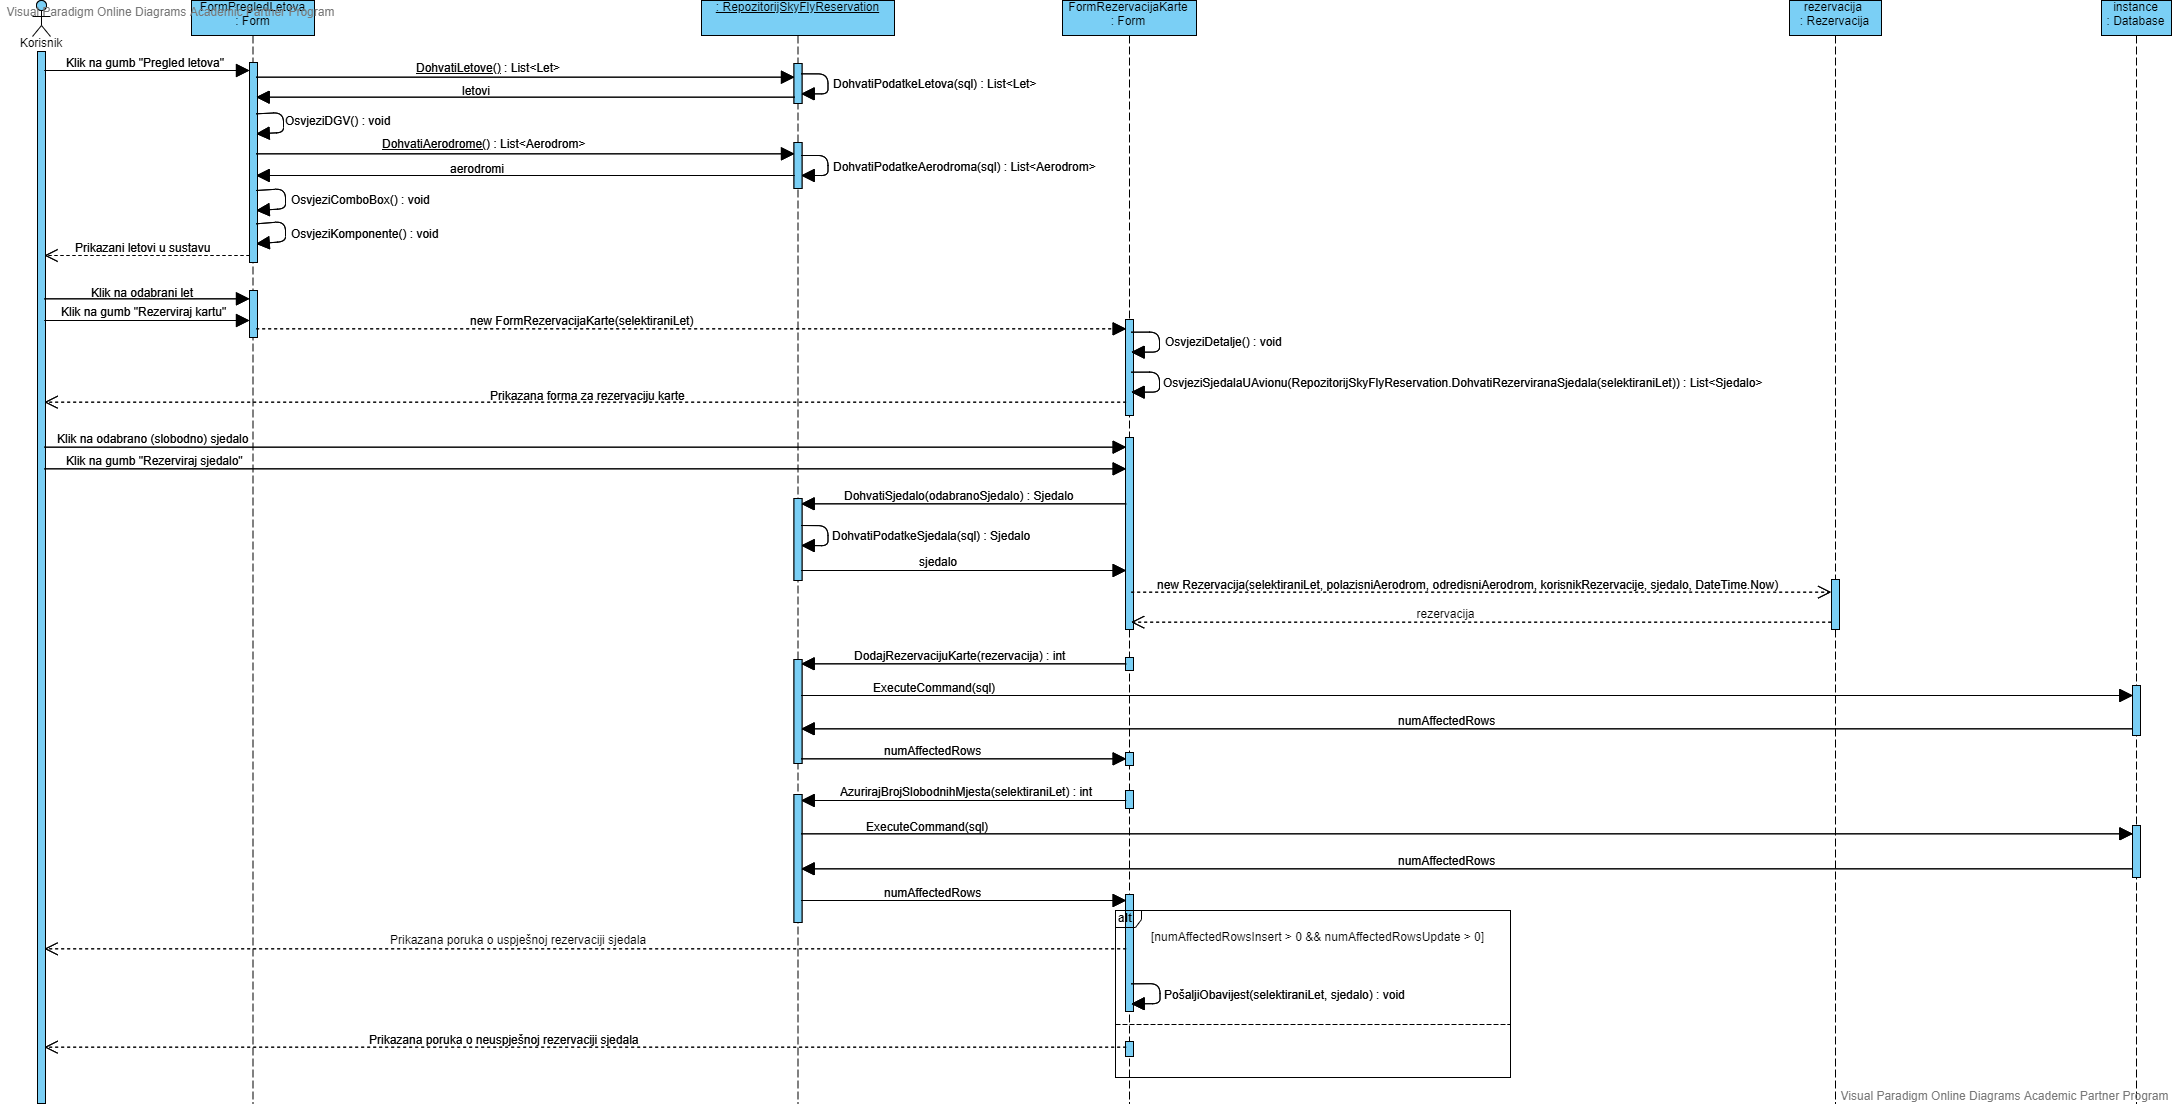 Visual Paradigm Online Diagrams Academic Partner Program
Korisnik
FormPregledLetova
: Form
: RepozitorijSkyFlyReservation
FormRezervacijaKarte
: Form
rezervacija
: Rezervacija
instance
: Database
Klik na gumb "Pregled letova"
DohvatiLetove() : List<Let>
DohvatiPodatkeLetova(sql) : List<Let>
letovi
OsvjeziDGV() : void
DohvatiAerodrome() : List<Aerodrom>
DohvatiPodatkeAerodroma(sql) : List<Aerodrom>
aerodromi
OsvjeziComboBox() : void
OsvjeziKomponente() : void
Prikazani letovi u sustavu
Klik na odabrani let
Klik na gumb "Rezerviraj kartu"
new FormRezervacijaKarte(selektiraniLet)
OsvjeziDetalje() : void
OsvjeziSjedalaUAvionu(RepozitorijSkyFlyReservation.DohvatiRezerviranaSjedala(selektiraniLet)) : List<Sjedalo>
Prikazana forma za rezervaciju karte
Klik na odabrano (slobodno) sjedalo
Klik na gumb "Rezerviraj sjedalo"
DohvatiSjedalo(odabranoSjedalo) : Sjedalo
DohvatiPodatkeSjedala(sql) : Sjedalo
sjedalo
new Rezervacija(selektiraniLet, polazisniAerodrom, odredisniAerodrom, korisnikRezervacije, sjedalo, DateTime.Now)
rezervacija
DodajRezervacijuKarte(rezervacija) : int
ExecuteCommand(sql)
numAffectedRows
numAffectedRows
AzurirajBrojSlobodnihMjesta(selektiraniLet) : int
ExecuteCommand(sql)
numAffectedRows
numAffectedRows
alt
[numAffectedRowsInsert > 0 && numAffectedRowsUpdate > 0]
Prikazana poruka o uspješnoj rezervaciji sjedala
PošaljiObavijest(selektiraniLet, sjedalo) : void
Prikazana poruka o neuspješnoj rezervaciji sjedala
Visual Paradigm Online Diagrams Academic Partner Program